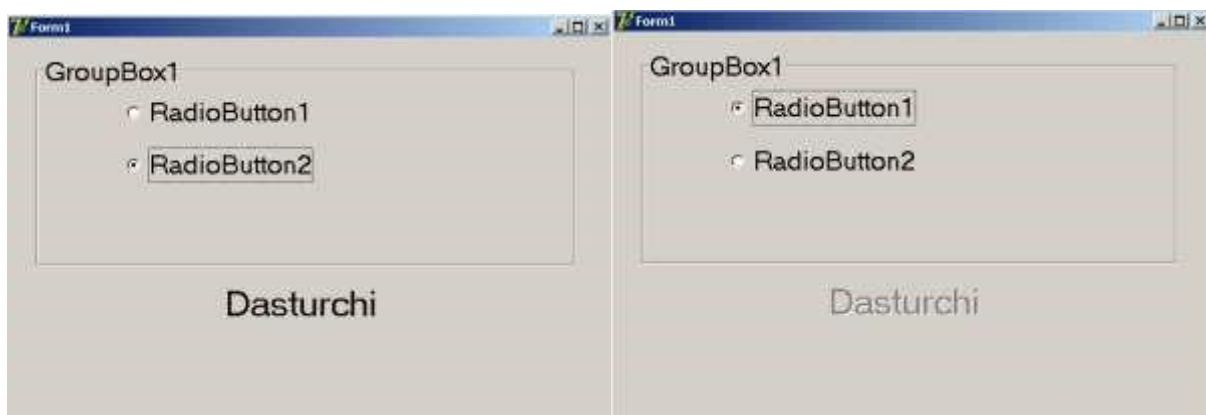 Form1
GroupBox1
RadioButton1
RadioButton2
Dasturchi
Form1
GroupBox1
RadioButton1
RadioButton2
Dasturchi